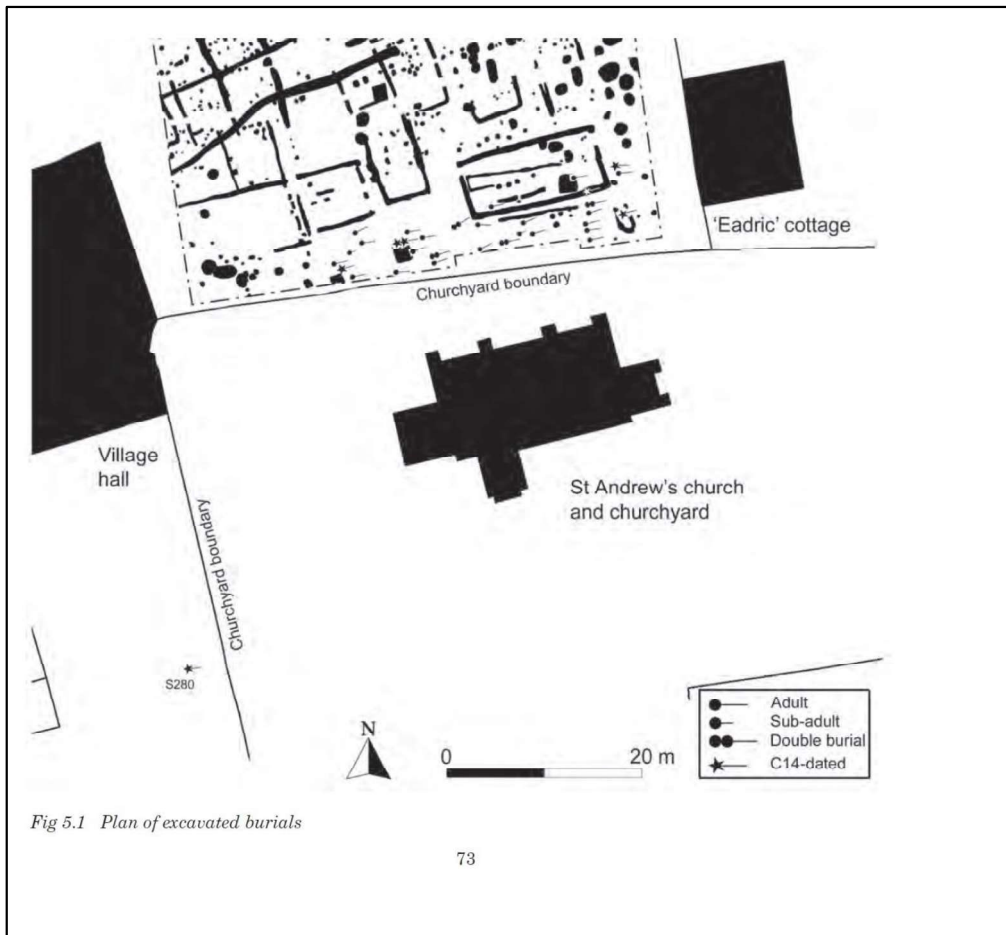 'Eadric' cottage
Churchyard boundary
Village
hall
St Andrew's church
and churchyard
Churchyard boundary
S280
N
0 20 m
Adult
Sub-adult
Double burial
C14-dated
Fig 5.1 Plan of excavated burials
73